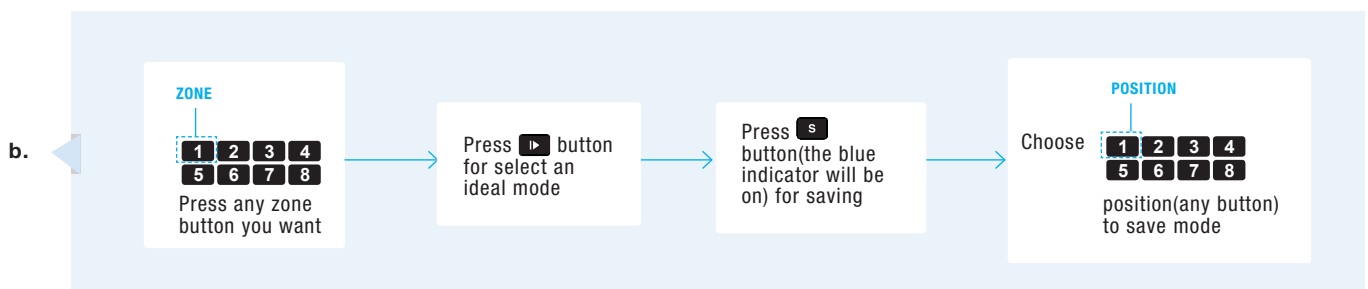 b.
ZONE
1 2 3 4
5 6 7 8
Press any zone
button you want
Press button
for select an
ideal mode
Press S
button(the blue
indicator will be
on) for saving
POSITION
Choose
1 2 3 4
5 6 7 8
position(any button)
to save mode